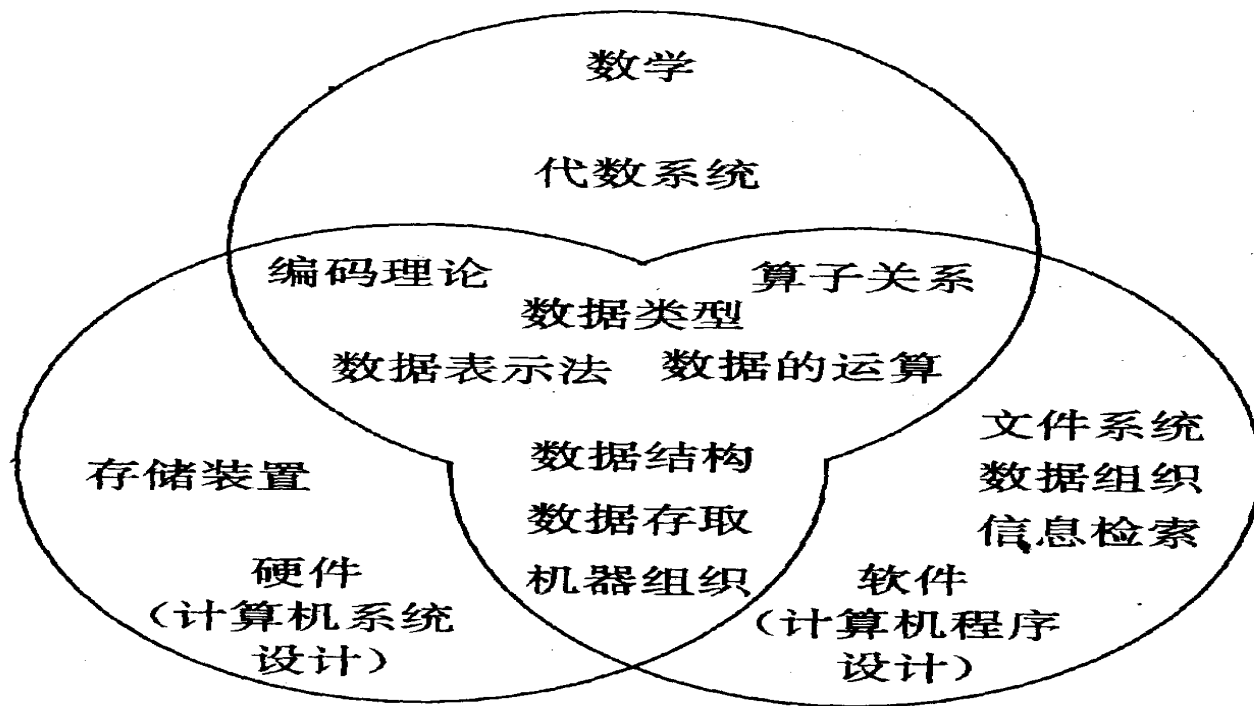 数学
代数系统
编码理论
算子关系
数据类型
数据表示法
数据的运算
文件系统
数据结构
存储装置
数据组织
数据存取
信息检索
硬件
机器组织
软件
（计算机系统
设计）
（计算机程序
设计）